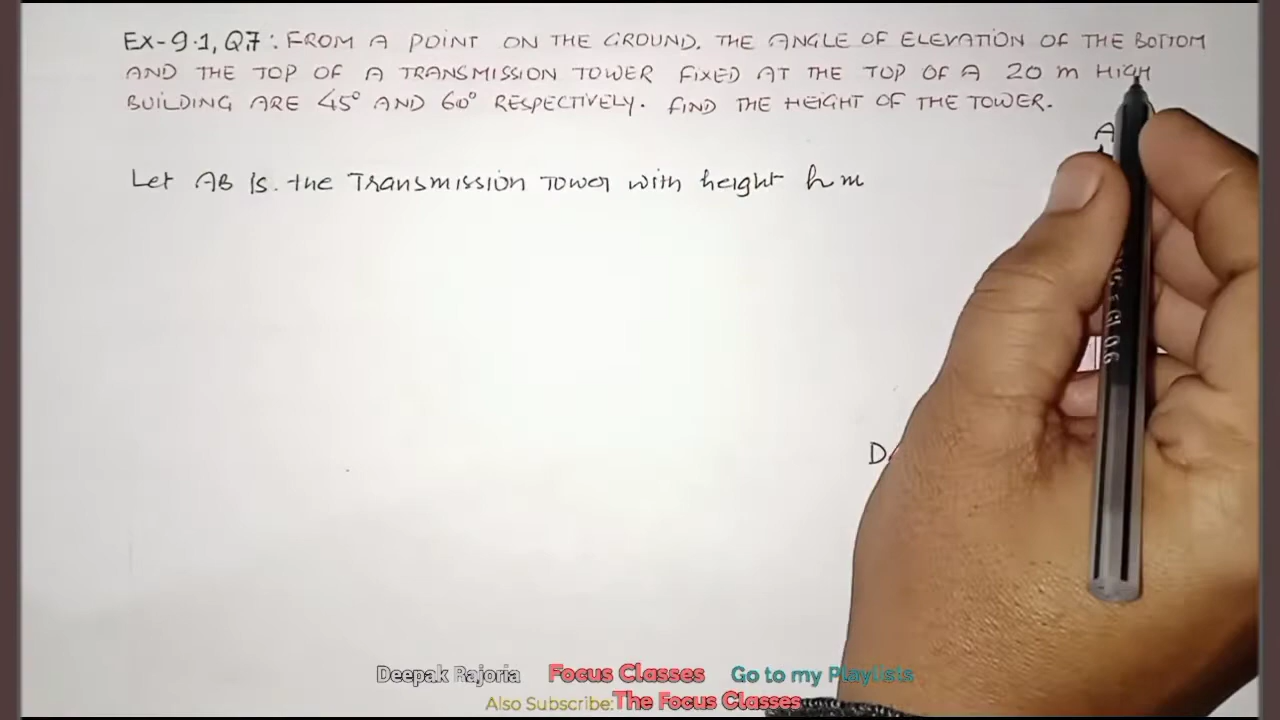 EX-9.1, Q7: FROM A POINT ON THE GROUND. THE ANGLE OF ELEVATION OF THE BOTTOM
AND THE TOP OF A TRANSMISSION TOWER FIXED AT THE TOP OF A 20 m HIGH
BUILDING ARE 45° AND 60° RESPECTIVELY. FIND THE HEIGHT OF THE TOWER.
A
Let AB is. the Transmission Tower with height h m
D
Deepak Rajoria Focus Classes Go to my Playlists
Also Subscribe: The Focus Classes